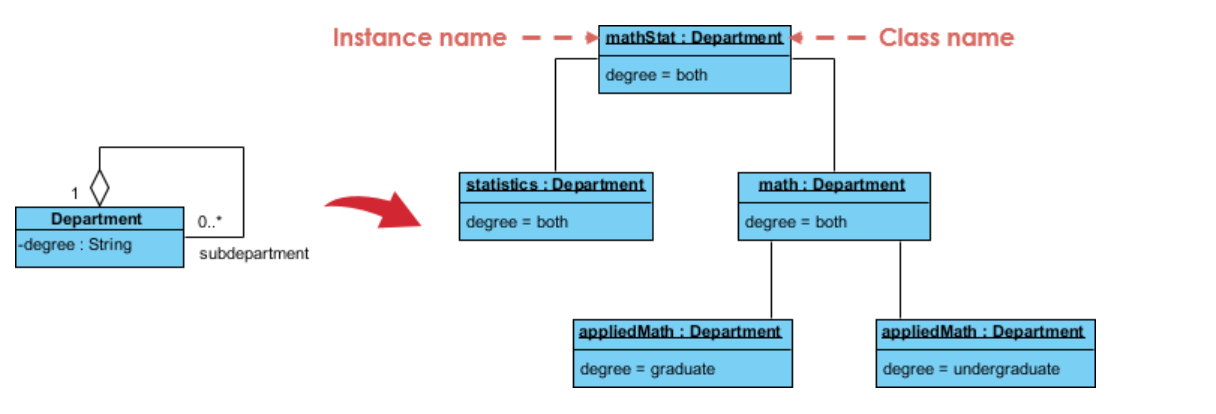 Instance name
mathStat : Department
Class name
degree = both
statistics : Department
degree = both
math : Department
degree = both
1
Department
-degree : String
0..*
subdepartment
appliedMath : Department
degree = graduate
appliedMath : Department
degree = undergraduate